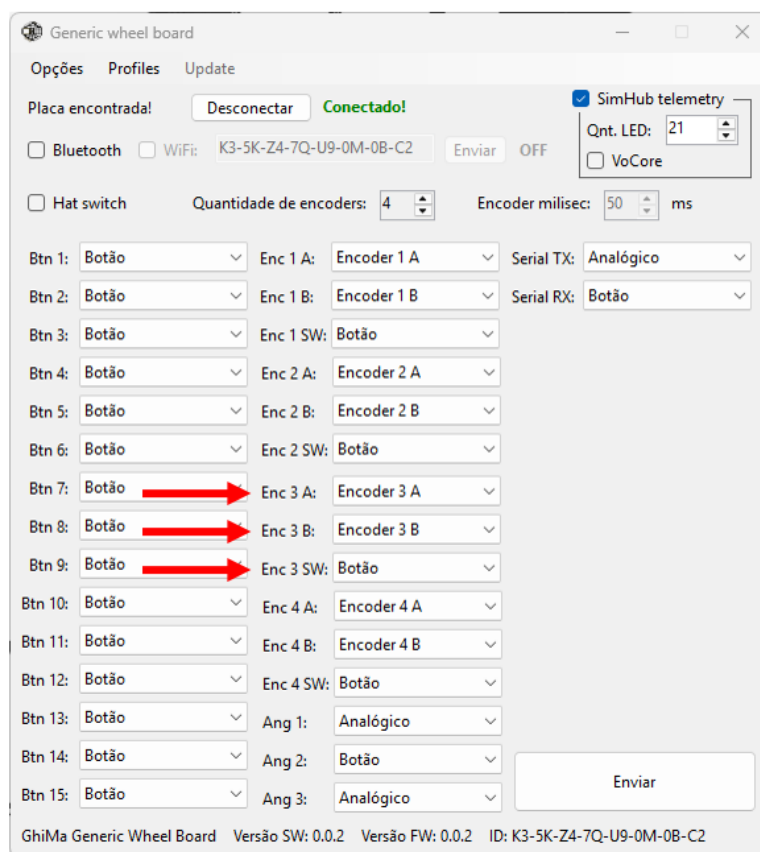 Generic wheel board
Opções Profiles Update
Placa encontrada! Desconectar Conectado! SimHub telemetry
Qnt. LED: 21
Bluetooth WiFi: K3-5K-Z4-7Q-U9-0M-0B-C2 Enviar OFF
VoCore
Hat switch Quantidade de encoders: 4 Encoder milisec: 50 ms
Btn 1: Botão Enc 1 A: Encoder 1 A Serial TX: Analógico
Btn 2: Botão Enc 1 B: Encoder 1 B Serial RX: Botão
Btn 3: Botão Enc 1 SW: Botão
Btn 4: Botão Enc 2 A: Encoder 2 A
Btn 5: Botão Enc 2 B: Encoder 2 B
Btn 6: Botão Enc 2 SW: Botão
Btn 7: Botão Enc 3 A: Encoder 3 A
Btn 8: Botão Enc 3 B: Encoder 3 B
Btn 9: Botão Enc 3 SW: Botão
Btn 10: Botão Enc 4 A: Encoder 4 A
Btn 11: Botão Enc 4 B: Encoder 4 B
Btn 12: Botão Enc 4 SW: Botão
Btn 13: Botão Ang 1: Analógico
Btn 14: Botão Ang 2: Botão
Btn 15: Botão Ang 3: Analógico
Enviar
GhiMa Generic Wheel Board Versão SW: 0.0.2 Versão FW: 0.0.2 ID: K3-5K-Z4-7Q-U9-0M-0B-C2